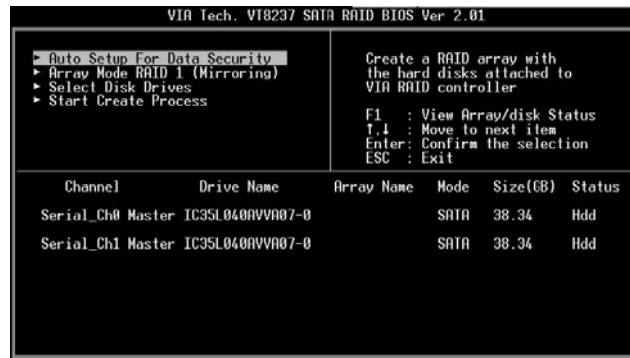 VIA Tech. VT8237 SATA RAID BIOS Ver 2.01
► Auto Setup For Data Security
► Array Mode RAID 1 (Mirroring)
► Select Disk Drives
► Start Create Process
Create a RAID array with
the hard disks attached to
VIA RAID controller
F1 : View Array/disk Status
↑,↓ : Move to next item
Enter: Confirm the selection
ESC : Exit
Channel Drive Name Array Name Mode Size(GB) Status
Serial_Ch0 Master IC35L040AVVA07-0 SATA 38.34 Hdd
Serial_Ch1 Master IC35L040AVVA07-0 SATA 38.34 Hdd